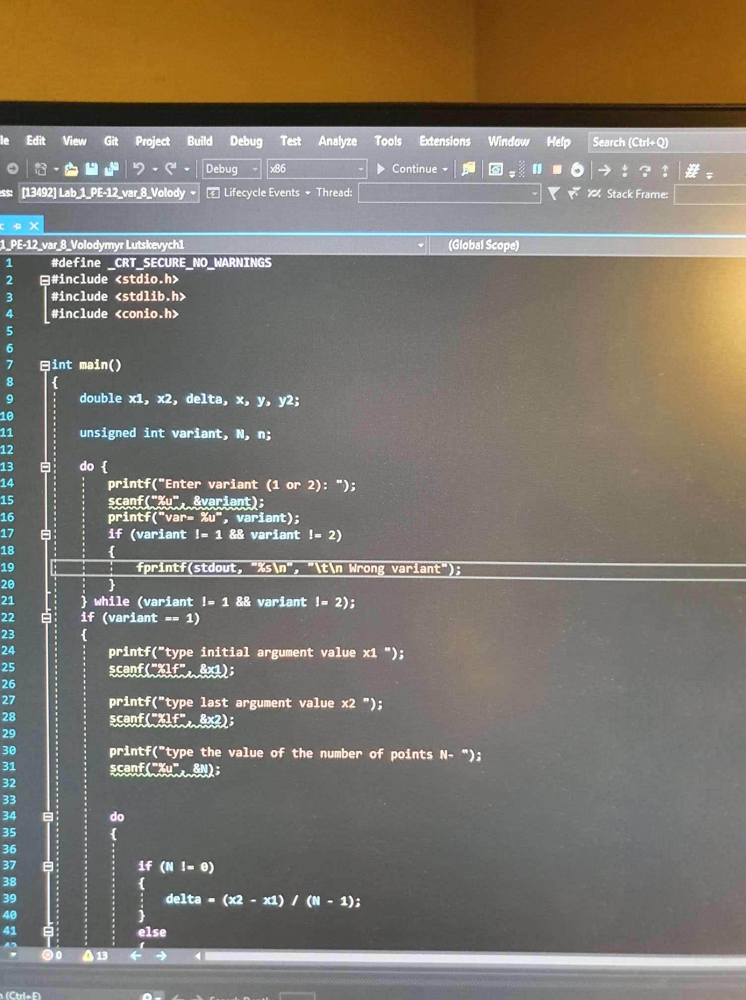 le Edit View Git Project Build Debug Test Analyze Tools Extensions Window Help Search (Ctrl+Q)
Debug x86 Continue
ess: [13492] Lab_1_PE-12_var_8_Volody Lifecycle Events Thread: Stack Frame:
c
1_PE-12_var_8_Volodymyr Lutskevych1 (Global Scope)
1 #define _CRT_SECURE_NO_WARNINGS
2 #include <stdio.h>
3 #include <stdlib.h>
4 #include <conio.h>
5
6
7 int main()
8 {
9 double x1, x2, delta, x, y, y2;
10
11 unsigned int variant, N, n;
12
13 do {
14 printf("Enter variant (1 or 2): ");
15 scanf("%u", &variant);
16 printf("var= %u", variant);
17 if (variant != 1 && variant != 2)
18 {
19 fprintf(stdout, "%s\n", "\t\n Wrong variant");
20 }
21 } while (variant != 1 && variant != 2);
22 if (variant == 1)
23 {
24 printf("type initial argument value x1 ");
25 scanf("%lf", &x1);
26
27 printf("type last argument value x2 ");
28 scanf("%lf", &x2);
29
30 printf("type the value of the number of points N- ");
31 scanf("%u", &N);
32
33
34 do
35 {
36
37 if (N != 0)
38 {
39 delta = (x2 - x1) / (N - 1);
40 }
41 else
42 {
0 13
(Ctrl+E) Search Depth: